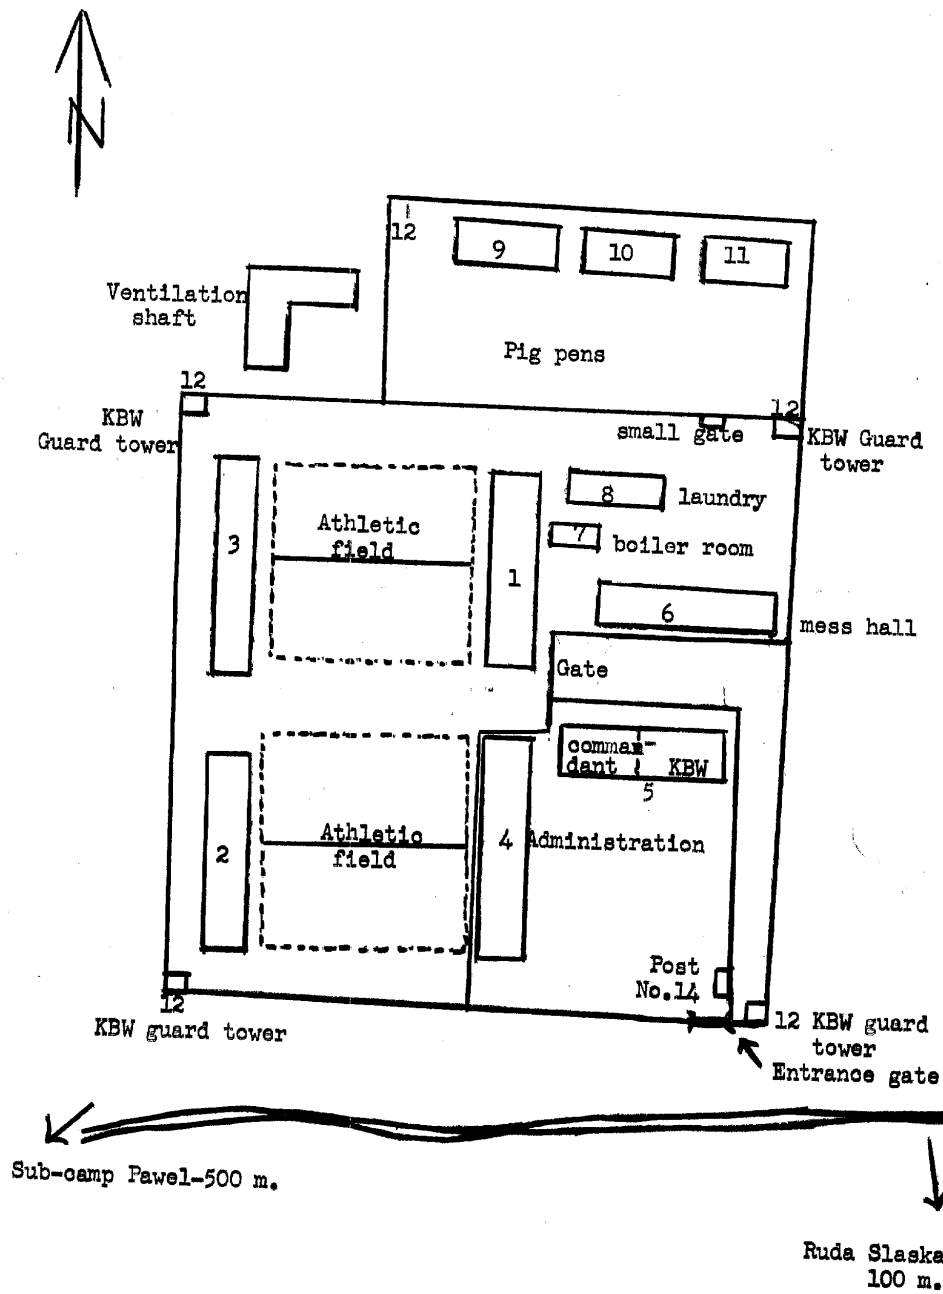 N
12
9
10
11
Ventilation
shaft
Pig pens
12
KBW
Guard tower
12
small gate
KBW Guard
tower
8
laundry
3
Athletic
field
7
boiler room
1
6
mess hall
Gate
comman-
dant
KBW
5
2
Athletic
field
4
Administration
Post
No.14
12
KBW guard tower
12 KBW guard
tower
Entrance gate
Sub-camp Pawel-500 m.
Ruda Slaska
100 m.